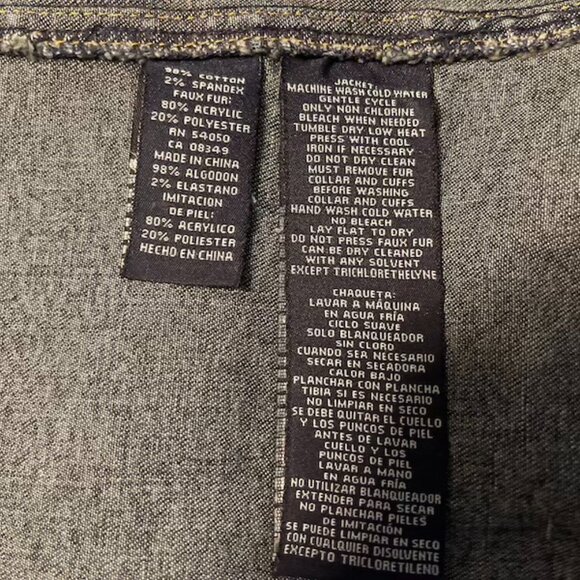 98% COTTON
2% SPANDEX
FAUX FUR:
80% ACRYLIC
20% POLYESTER
RN 54050
CA 08349
MADE IN CHINA
98% ALGODON
2% ELASTANO
IMITACION
DE PIEL:
80% ACRYLICO
20% POLIESTER
HECHO EN CHINA
JACKET:
MACHINE WASH COLD WATER
GENTLE CYCLE
ONLY NON CHLORINE
BLEACH WHEN NEEDED
TUMBLE DRY LOW HEAT
PRESS WITH COOL
IRON IF NECESSARY
DO NOT DRY CLEAN
MUST REMOVE FUR
COLLAR AND CUFFS
BEFORE WASHING
COLLAR AND CUFFS
HAND WASH COLD WATER
NO BLEACH
LAY FLAT TO DRY
DO NOT PRESS FAUX FUR
CAN BE DRY CLEANED
WITH ANY SOLVENT
EXCEPT TRICHLORETHELYNE
CHAQUETA:
LAVAR A MÁQUINA
EN AGUA FRÍA
CICLO SUAVE
SOLO BLANQUEADOR
SIN CLORO
CUANDO SEA NECESARIO
SECAR EN SECADORA
CALOR BAJO
PLANCHAR CON PLANCHA
TIBIA SI ES NECESARIO
NO LIMPIAR EN SECO
SE DEBE QUITAR EL CUELLO
Y LOS PUNCOS DE PIEL
ANTES DE LAVAR
CUELLO Y LOS
PUNCOS DE PIEL
LAVAR A MANO
EN AGUA FRÍA
NO UTILIZAR BLANQUEADOR
EXTENDER PARA SECAR
NO PLANCHAR PIELES
DE IMITACIÓN
SE PUEDE LIMPIAR EN SECO
CON CUALQUIER DISOLVENTE
EXCEPTO TRICLORETILENO